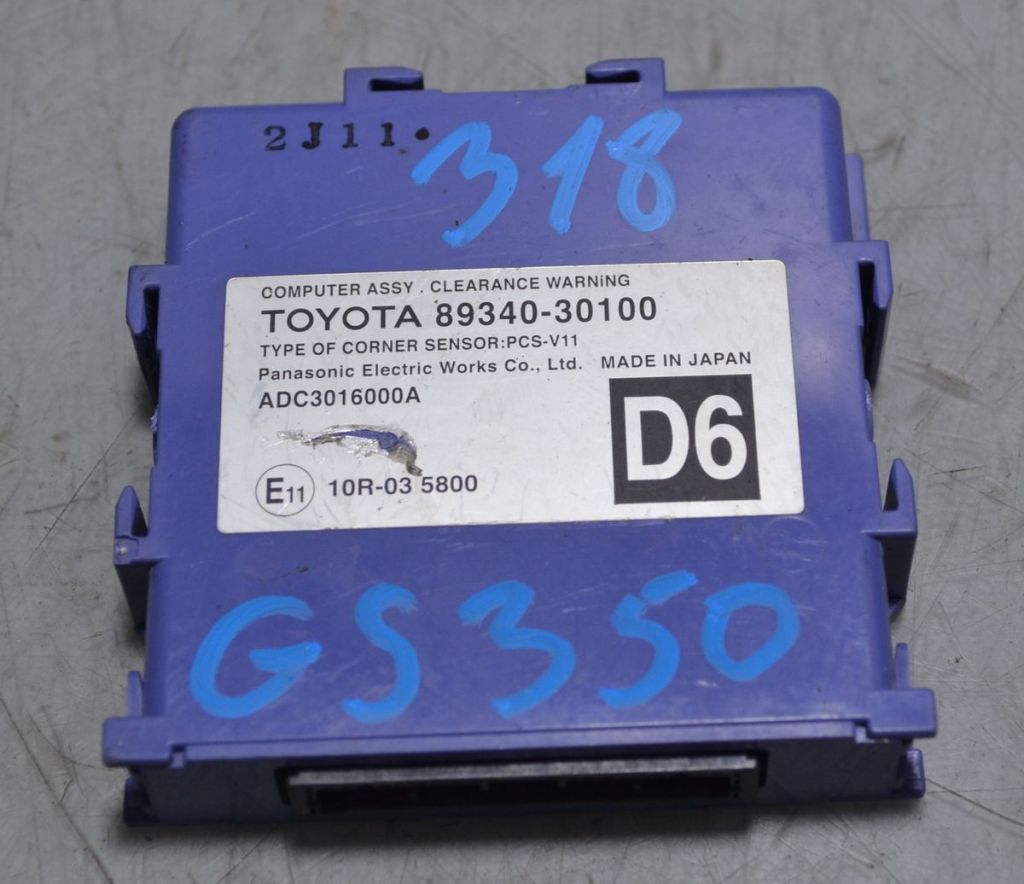 2J11.
318
COMPUTER ASSY . CLEARANCE WARNiNG
TOYOTA 89340-30100
TYPE OF CORNER SENSOR:PCS-V11
Panasonic Electric Works Co., Ltd. MADE IN JAPAN
ADC3016000A
D6
E11 10R-03 5800
GS350